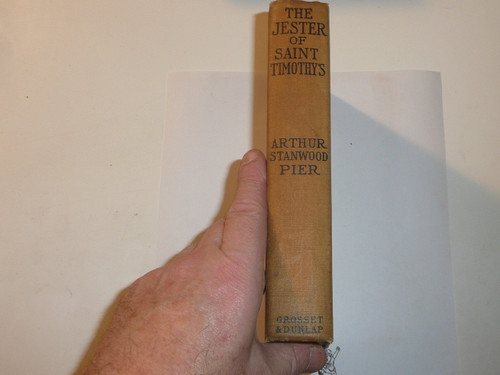 THE
JESTER
OF
SAINT
TIMOTHY'S
ARTHUR
STANWOOD
PIER
GROSSET
& DUNLAP